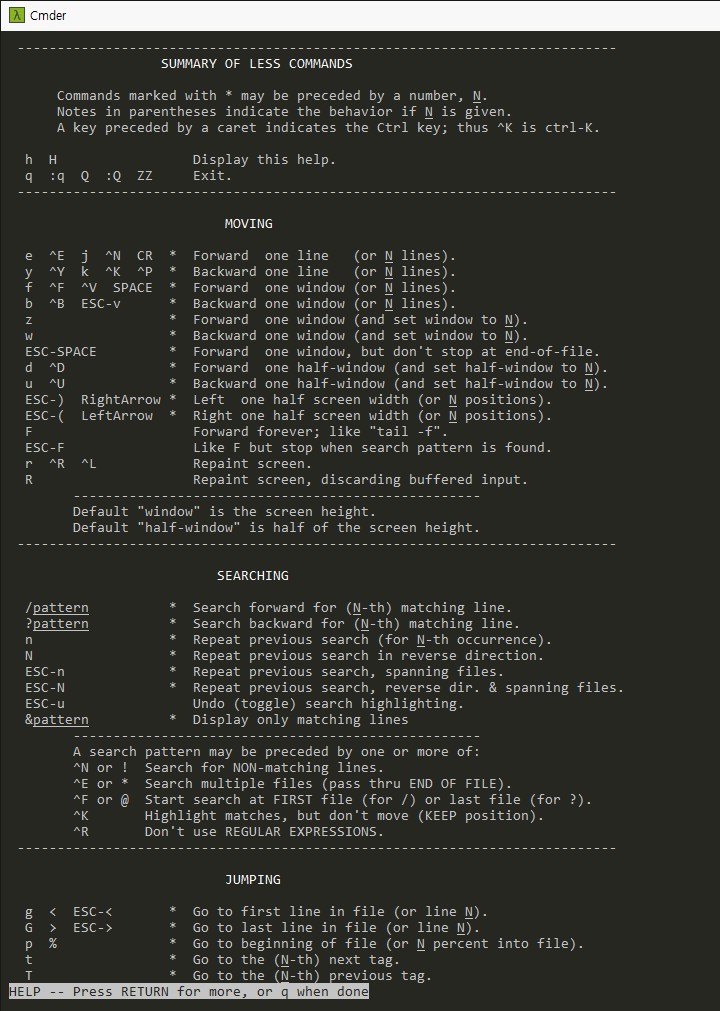 λ Cmder
---------------------------------------------------------------------------
SUMMARY OF LESS COMMANDS
Commands marked with * may be preceded by a number, N.
Notes in parentheses indicate the behavior if N is given.
A key preceded by a caret indicates the Ctrl key; thus ^K is ctrl-K.
h  H                 Display this help.
q  :q  Q  :Q  ZZ     Exit.
---------------------------------------------------------------------------
MOVING
e  ^E  j  ^N  CR  *  Forward  one line   (or N lines).
y  ^Y  k  ^K  ^P  *  Backward one line   (or N lines).
f  ^F  ^V  SPACE  *  Forward  one window (or N lines).
b  ^B  ESC-v      *  Backward one window (or N lines).
z                 *  Forward  one window (and set window to N).
w                 *  Backward one window (and set window to N).
ESC-SPACE         *  Forward  one window, but don't stop at end-of-file.
d  ^D             *  Forward  one half-window (and set half-window to N).
u  ^U             *  Backward one half-window (and set half-window to N).
ESC-)  RightArrow *  Left  one half screen width (or N positions).
ESC-(  LeftArrow  *  Right one half screen width (or N positions).
F                    Forward forever; like "tail -f".
ESC-F                Like F but stop when search pattern is found.
r  ^R  ^L            Repaint screen.
R                    Repaint screen, discarding buffered input.
---------------------------------------------------
Default "window" is the screen height.
Default "half-window" is half of the screen height.
---------------------------------------------------------------------------
SEARCHING
/pattern          *  Search forward for (N-th) matching line.
?pattern          *  Search backward for (N-th) matching line.
n                 *  Repeat previous search (for N-th occurrence).
N                 *  Repeat previous search in reverse direction.
ESC-n             *  Repeat previous search, spanning files.
ESC-N             *  Repeat previous search, reverse dir. & spanning files.
ESC-u                Undo (toggle) search highlighting.
&pattern          *  Display only matching lines
---------------------------------------------------
A search pattern may be preceded by one or more of:
^N or !  Search for NON-matching lines.
^E or *  Search multiple files (pass thru END OF FILE).
^F or @  Start search at FIRST file (for /) or last file (for ?).
^K       Highlight matches, but don't move (KEEP position).
^R       Don't use REGULAR EXPRESSIONS.
---------------------------------------------------------------------------
JUMPING
g  <  ESC-<       *  Go to first line in file (or line N).
G  >  ESC->       *  Go to last line in file (or line N).
p  %              *  Go to beginning of file (or N percent into file).
t                 *  Go to the (N-th) next tag.
T                 *  Go to the (N-th) previous tag.
HELP -- Press RETURN for more, or q when done